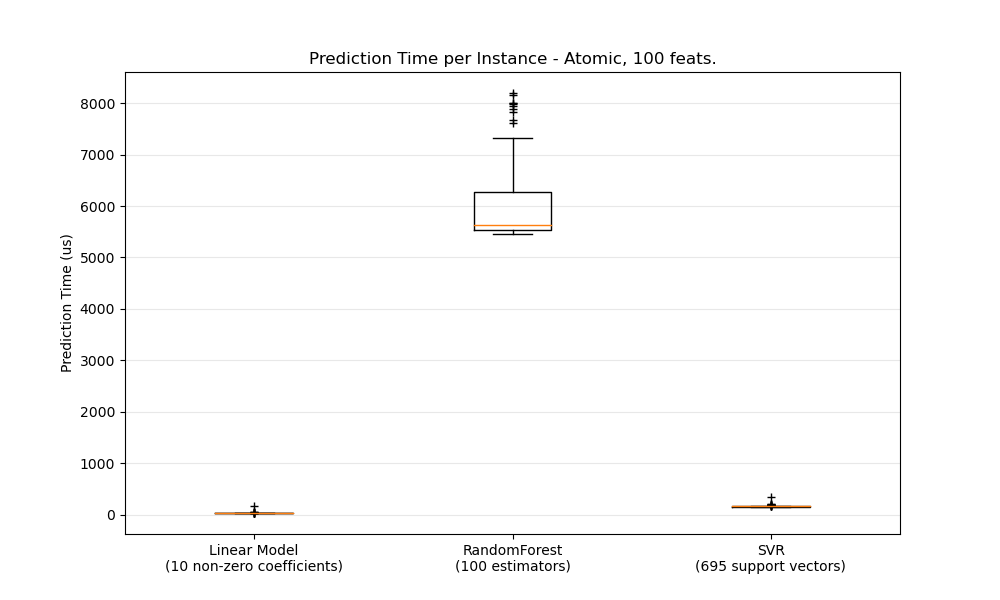 Prediction Time per Instance - Atomic, 100 feats.
Prediction Time (us)
8000
7000
6000
5000
4000
3000
2000
1000
0
Linear Model
(10 non-zero coefficients)
RandomForest
(100 estimators)
SVR
(695 support vectors)